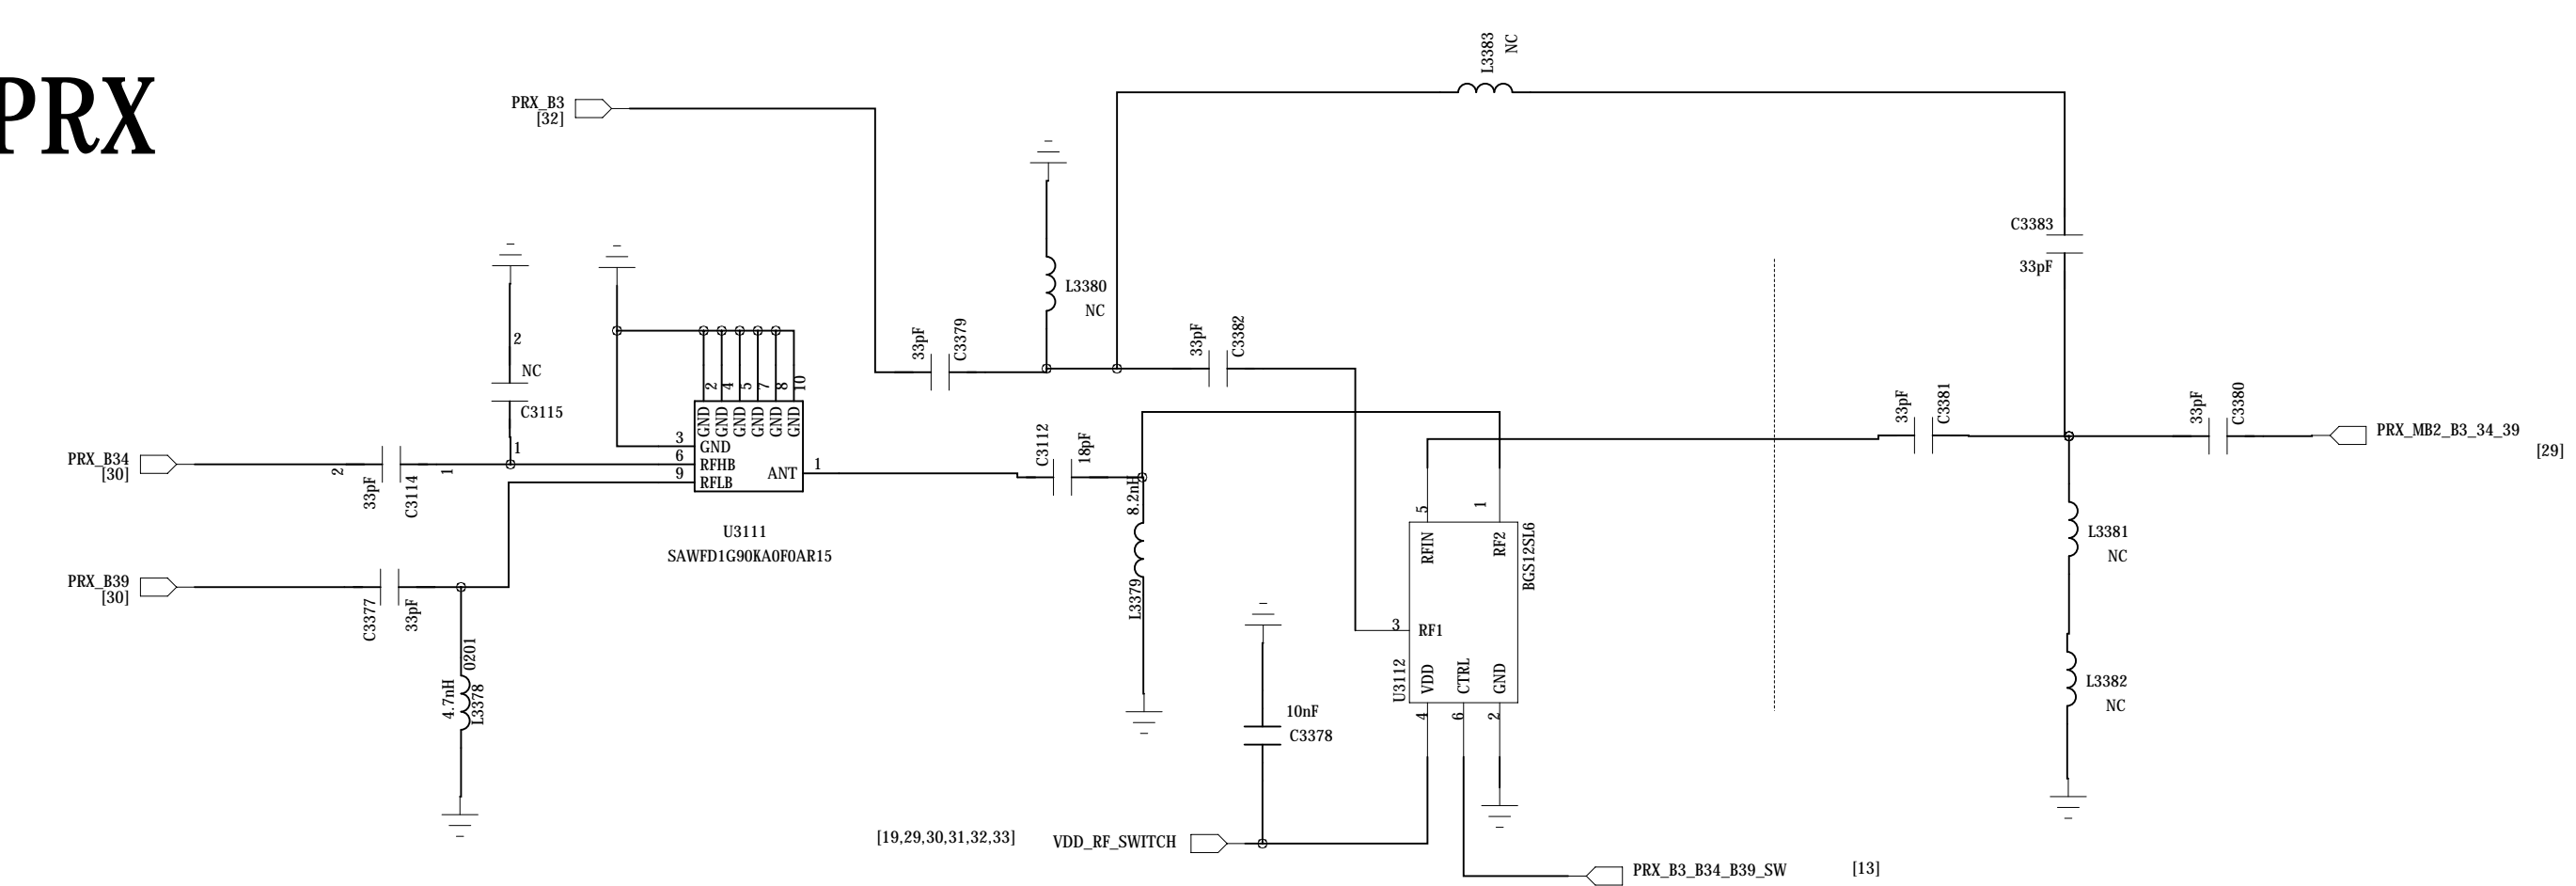 PRX
L3383
NC
PRX_B3
[32]
C3383
33pF
L3380
NC
33pF
C3379
33pF
C3382
2
NC
C3115
1
2
4
5
7
8
10
GND
GND
GND
GND
GND
GND
3
GND
6
RFHB
9
RFLB
ANT
1
PRX_B34
[30]
2
33pF
C3114
1
U3111
SAWFD1G90KA0F0AR15
PRX_B39
[30]
C3377
33pF
0201
4.7nH
L3378
C3112
18pF
8.2nH
L3379
33pF
C3381
33pF
C3380
PRX_MB2_B3_34_39
[29]
5
1
RFIN
RF2
BGS12SL6
3
RF1
U3112
VDD
CTRL
GND
4
6
2
L3381
NC
L3382
NC
10nF
C3378
[19,29,30,31,32,33]
VDD_RF_SWITCH
PRX_B3_B34_B39_SW
[13]